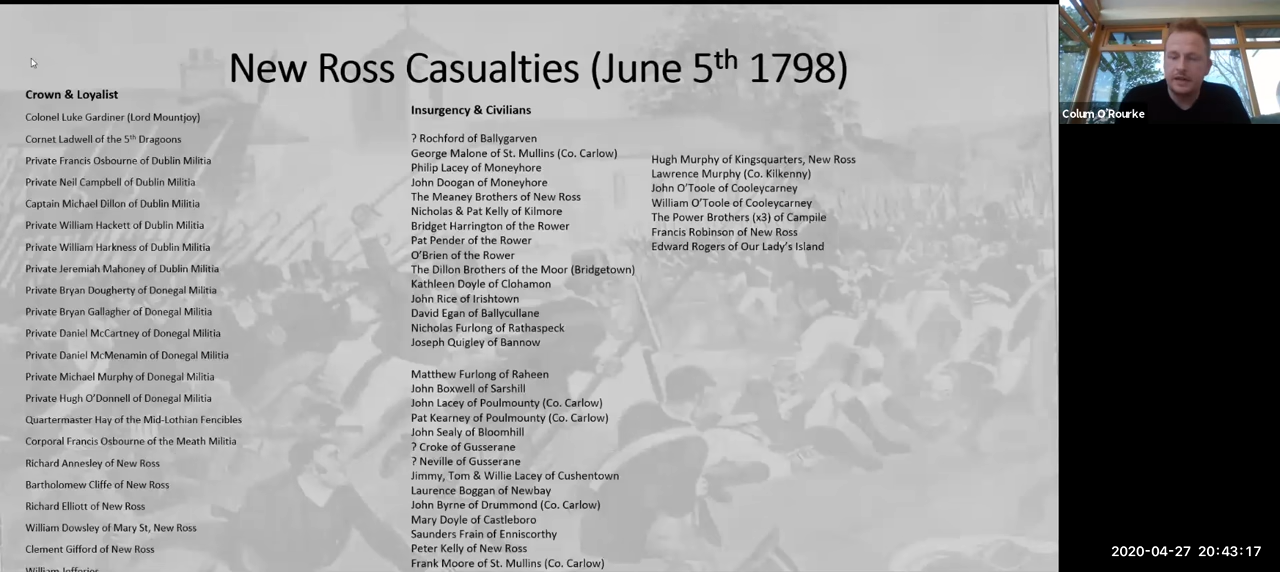 New Ross Casualties (June 5th 1798)
Crown & Loyalist
Colonel Luke Gardiner (Lord Mountjoy)
Cornet Ladwell of the 5th Dragoons
Private Francis Osbourne of Dublin Militia
Private Neil Campbell of Dublin Militia
Captain Michael Dillon of Dublin Militia
Private William Hackett of Dublin Militia
Private William Harkness of Dublin Militia
Private Jeremiah Mahoney of Dublin Militia
Private Bryan Dougherty of Donegal Militia
Private Bryan Gallagher of Donegal Militia
Private Daniel McCartney of Donegal Militia
Private Daniel McMenamin of Donegal Militia
Private Michael Murphy of Donegal Militia
Private Hugh O'Donnell of Donegal Militia
Quartermaster Hay of the Mid-Lothian Fencibles
Corporal Francis Osbourne of the Meath Militia
Richard Annesley of New Ross
Bartholomew Cliffe of New Ross
Richard Elliott of New Ross
William Dowsley of Mary St, New Ross
Clement Gifford of New Ross
William Jefferies
Insurgency & Civilians
? Rochford of Ballygarven
George Malone of St. Mullins (Co. Carlow)
Philip Lacey of Moneyhore
John Doogan of Moneyhore
The Meaney Brothers of New Ross
Nicholas & Pat Kelly of Kilmore
Bridget Harrington of the Rower
Pat Pender of the Rower
O'Brien of the Rower
The Dillon Brothers of the Moor (Bridgetown)
Kathleen Doyle of Clohamon
John Rice of Irishtown
David Egan of Ballycullane
Nicholas Furlong of Rathaspeck
Joseph Quigley of Bannow
Matthew Furlong of Raheen
John Boxwell of Sarshill
John Lacey of Poulmounty (Co. Carlow)
Pat Kearney of Poulmounty (Co. Carlow)
John Sealy of Bloomhill
? Croke of Gusserane
? Neville of Gusserane
Jimmy, Tom & Willie Lacey of Cushentown
Laurence Boggan of Newbay
John Byrne of Drummond (Co. Carlow)
Mary Doyle of Castleboro
Saunders Frain of Enniscorthy
Peter Kelly of New Ross
Frank Moore of St. Mullins (Co. Carlow)
Hugh Murphy of Kingsquarters, New Ross
Lawrence Murphy (Co. Kilkenny)
John O'Toole of Cooleycarney
William O'Toole of Cooleycarney
The Power Brothers (x3) of Campile
Francis Robinson of New Ross
Edward Rogers of Our Lady's Island
Colum O'Rourke
2020-04-27 20:43:17